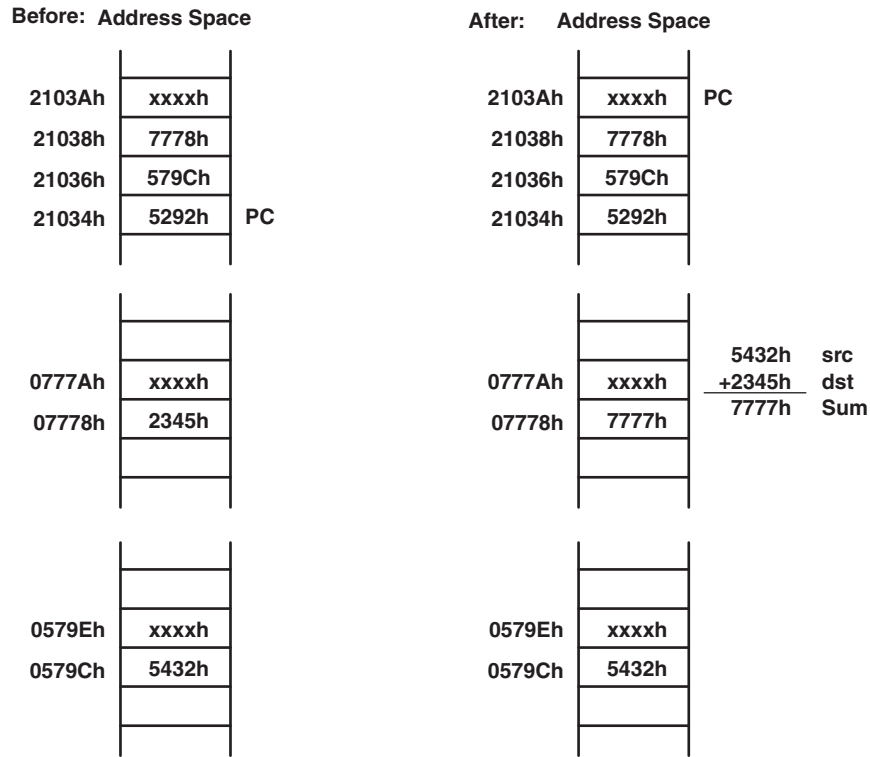 Before: Address Space
2103Ah xxxxh
21038h 7778h
21036h 579Ch
21034h 5292h PC
0777Ah xxxxh
07778h 2345h
0579Eh xxxxh
0579Ch 5432h
After: Address Space
2103Ah xxxxh PC
21038h 7778h
21036h 579Ch
21034h 5292h
0777Ah xxxxh
07778h 7777h
5432h src
+2345h dst
7777h Sum
0579Eh xxxxh
0579Ch 5432h